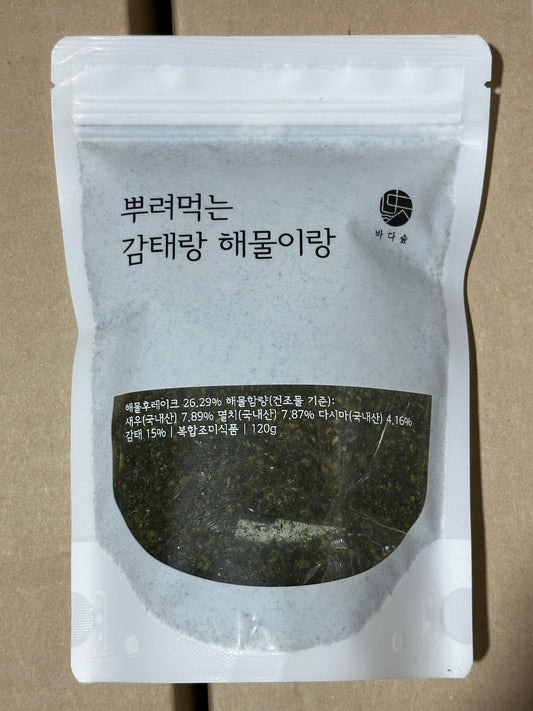 뿌려먹는
감태랑 해물이랑
바다숲
해물후레이크 26.29% 해물함량(건조물 기준):
새우(국내산) 7.89% 멸치(국내산) 7.87% 다시마(국내산) 4.16%
감태 15% | 복합조미식품 | 120g